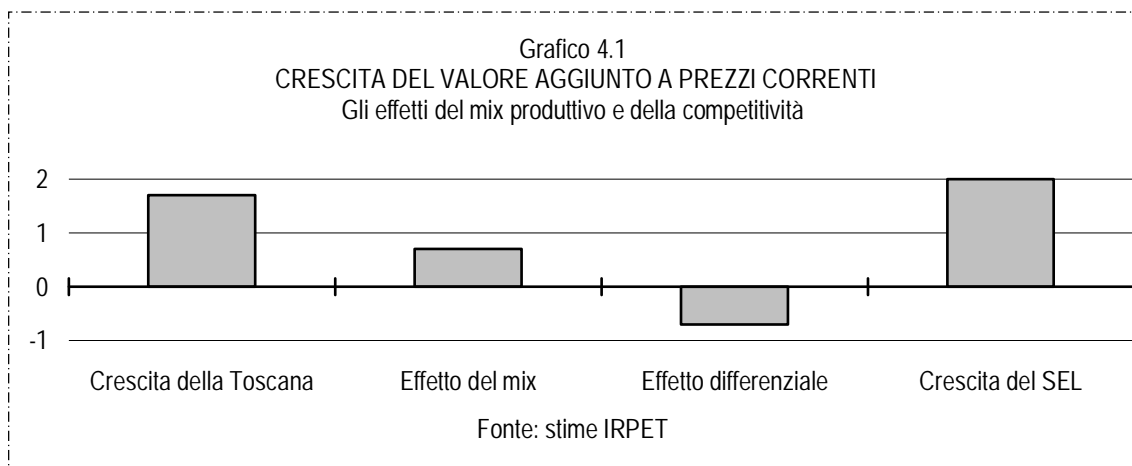 Grafico 4.1
CRESCITA DEL VALORE AGGIUNTO A PREZZI CORRENTI
Gli effetti del mix produttivo e della competitività
2
1
0
-1
Crescita della Toscana Effetto del mix Effetto differenziale Crescita del SEL
Fonte: stime IRPET